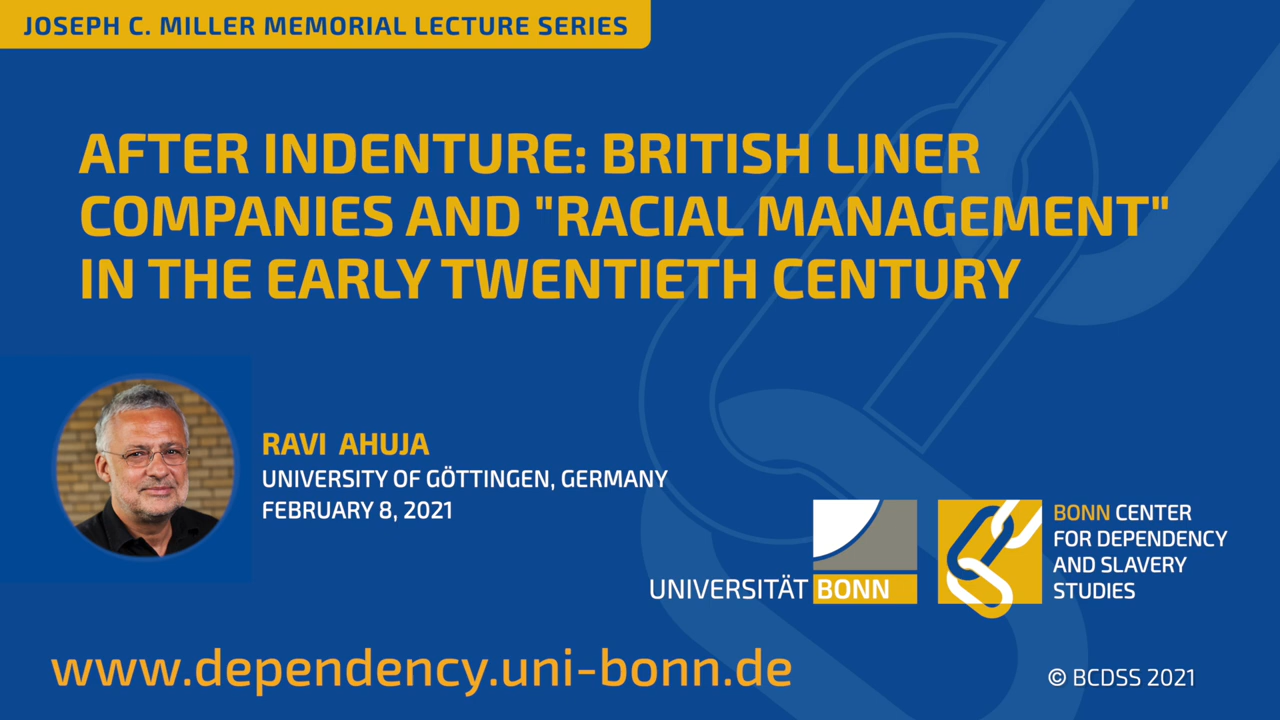 JOSEPH C. MILLER MEMORIAL LECTURE SERIES
AFTER INDENTURE: BRITISH LINER
COMPANIES AND "RACIAL MANAGEMENT"
IN THE EARLY TWENTIETH CENTURY
RAVI AHUJA
UNIVERSITY OF GÖTTINGEN, GERMANY
FEBRUARY 8, 2021
UNIVERSITÄT BONN
BONN CENTER
FOR DEPENDENCY
AND SLAVERY
STUDIES
www.dependency.uni-bonn.de
© BCDSS 2021